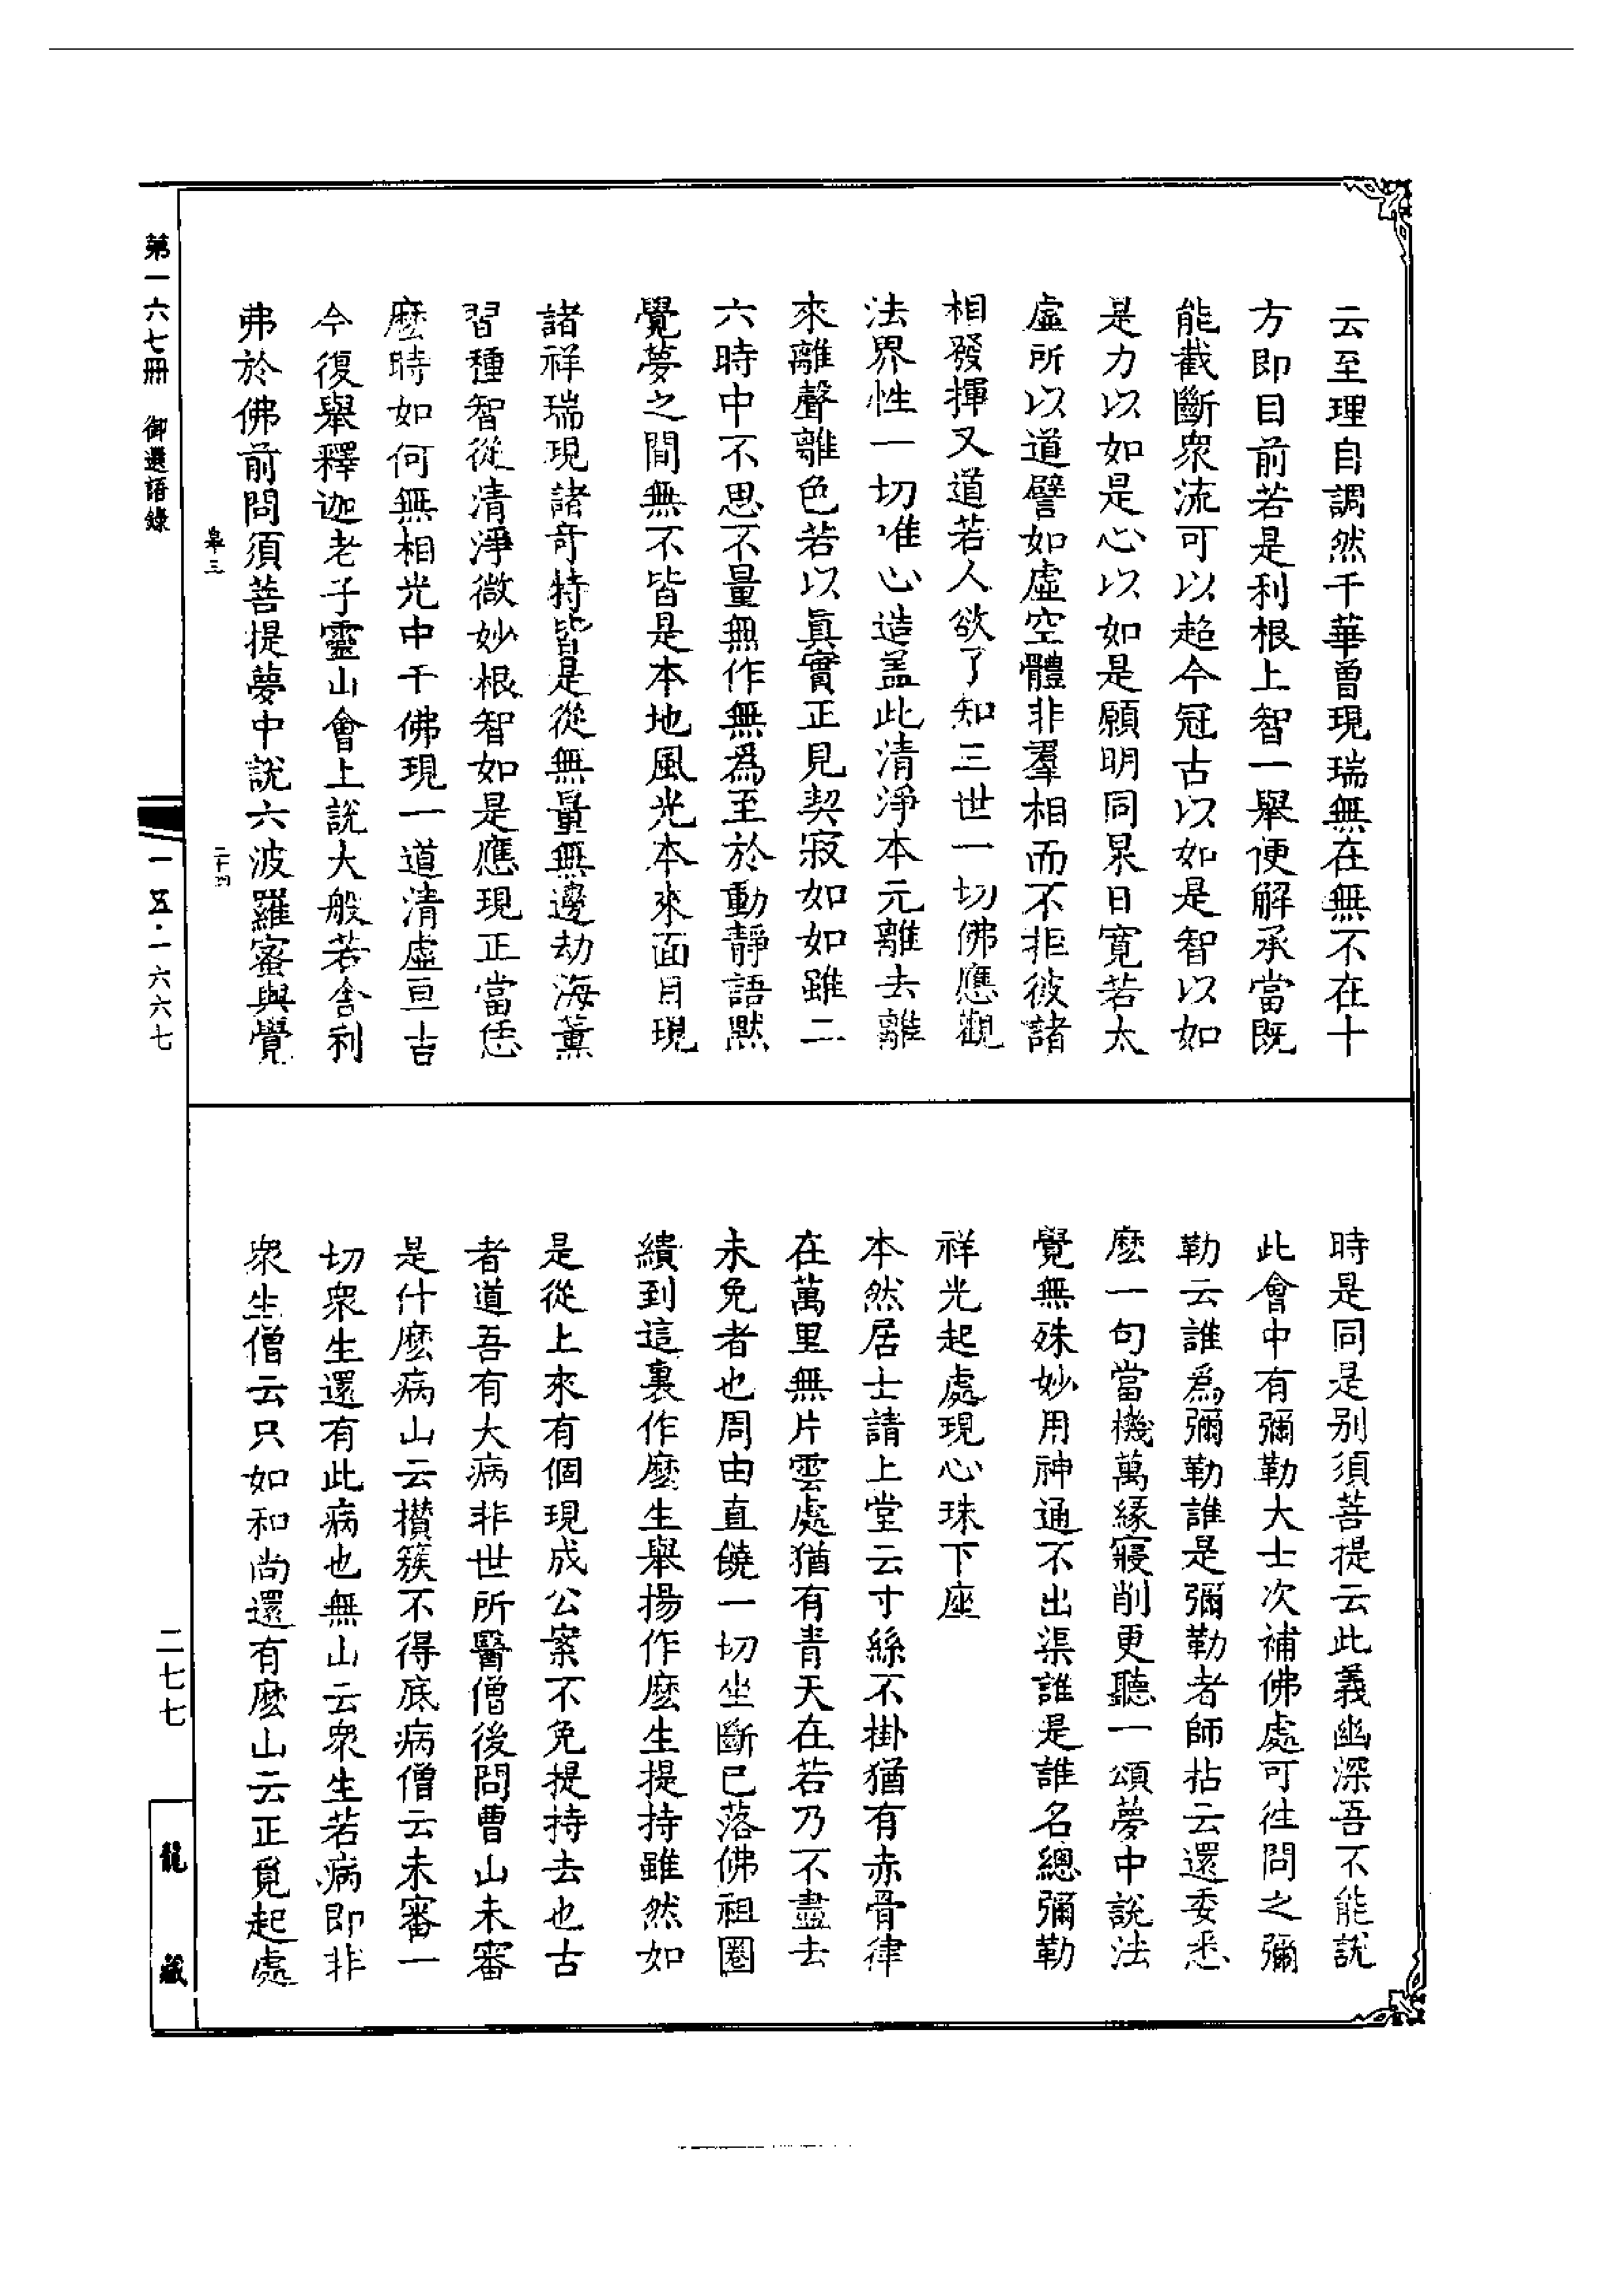 云至理自調然千華曾現瑞無在無不在十
方即目前若是利根上智一舉便解承當既
能截斷衆流可以超今冠古以如是智以如
是力以如是心以如是願明同杲日寛若太
虛所以道譬如虛空體非羣相而不拒彼諸
相發揮又道若人欲了知三世一切佛應觀
法界性一切唯心造盖此清淨本元離去離
來離聲離色若以眞實正見契寂如如雖二
六時中不思不量無作無爲至於動靜語黙
覺夢之間無不皆是本地風光本來面目現
諸祥瑞現諸竒特皆是從無量無邊劫海薰
習種智從清淨微妙根智如是應現正當恁
麽時如何無相光中千佛現一道清虛亘古
今復舉釋迦老子靈山會上說大般若舍利
弗於佛前問須菩提夢中說六波羅蜜與覺
時是同是别須菩提云此義幽深吾不能說
此會中有彌勒大士次補佛處可往問之彌
勒云誰爲彌勒誰是彌勒者師拈云還委悉
麽一句當機萬緣寢削更聽一頌夢中說法
覺無殊妙用神通不出渠誰是誰名總彌勒
祥光起處現心珠下座
本然居士請上堂云寸絲不掛猶有赤骨律
在萬里無片雲處猶有青天在若乃不盡去
未免者也周由直饒一切坐斷已落佛祖圈
繢到這裏作麽生舉揚作麽生提持雖然如
是從上來有個現成公案不免提持去也古
者道吾有大病非世所醫僧後問曹山未審
是什麽病山云攅簇不得底病僧云未審一
切衆生還有此病也無山云衆生若病即非
衆生僧云只如和尚還有麽山云正覓起處
第一六七冊 御選語錄
皋三
二十四
一五·一六六七
二七七
龍藏